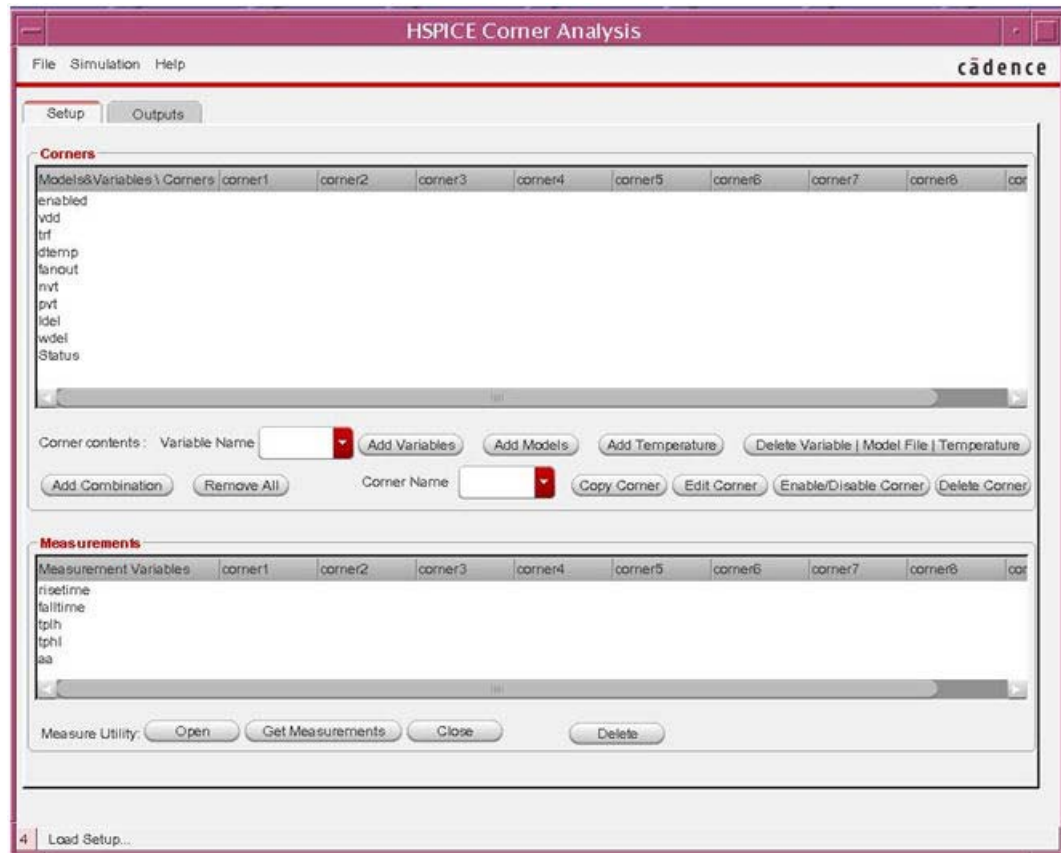 HSPICE Corner Analysis
File Simulation Help
cādence
Setup Outputs
Corners
Models&Variables \ Corners corner1 corner2 corner3 corner4 corner5 corner6 corner7 corner8 cor
enabled
vdd
trf
dtemp
fanout
nvt
pvt
ldel
wdel
Status
Corner contents : Variable Name Add Variables Add Models Add Temperature Delete Variable | Model File | Temperature
Add Combination Remove All Corner Name Copy Corner Edit Corner Enable/Disable Corner Delete Corner
Measurements
Measurement Variables corner1 corner2 corner3 corner4 corner5 corner6 corner7 corner8 cor
risetime
falltime
tplh
tphl
aa
Measure Utility: Open Get Measurements Close Delete
4 Load Setup...